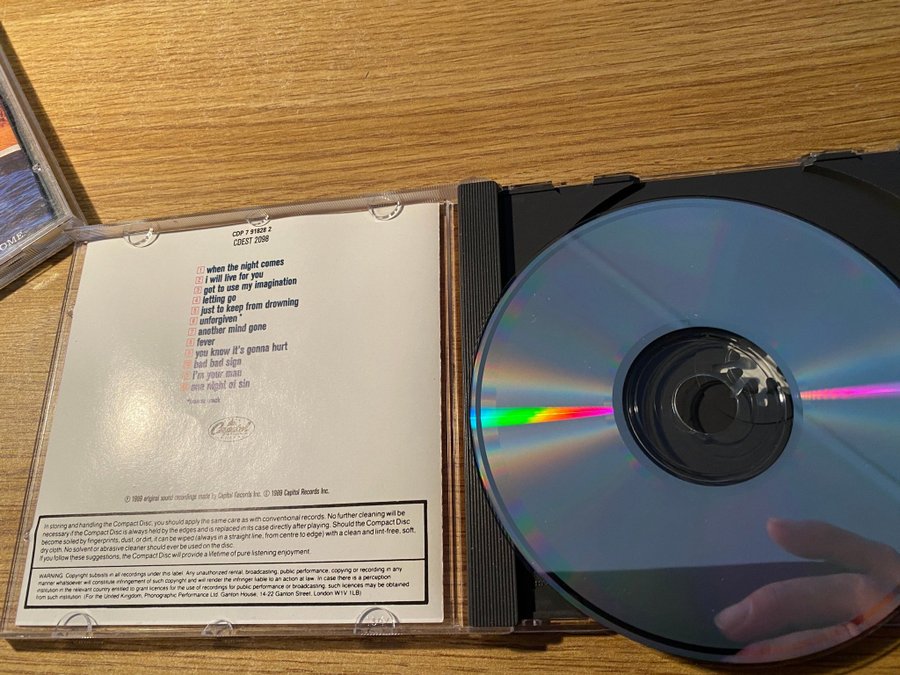 OME
CDP 7 91828 2
CDEST 2098
1 when the night comes
2 i will live for you
3 got to use my imagination
4 letting go
5 just to keep from drowning
6 unforgiven*
7 another mind gone
8 fever
9 you know it's gonna hurt
bad bad sign
i'm your man
one night of sin
track
Capitol
℗ 1989 original sound recordings made by Capitol Records Inc. © 1989 Capitol Records Inc.
In storing and handling the Compact Disc, you should apply the same care as with conventional records. No further cleaning will be
necessary if the Compact Disc is always held by the edges and is replaced in its case directly after playing. Should the Compact Disc
become soiled by fingerprints, dust, or dirt, it can be wiped (always in a straight line, from centre to edge) with a clean and lint-free, soft,
dry cloth. No solvent or abrasive cleaner should ever be used on the disc.
If you follow these suggestions, the Compact Disc will provide a lifetime of pure listening enjoyment.
WARNING: Copyright subsists in all recordings under this label. Any unauthorized rental, broadcasting, public performance, copying or recording in any
manner whatsoever will constitute infringement of such copyright and will render the infringer liable to an action at law. In case there is a perception
institution in the relevant country entitled to grant licences for the use of recordings for public performance or broadcasting, such licences may be obtained
from such institution. (For the United Kingdom, Phonographic Performance Ltd. Ganton House, 14-22 Ganton Street, London W1V 1LB)